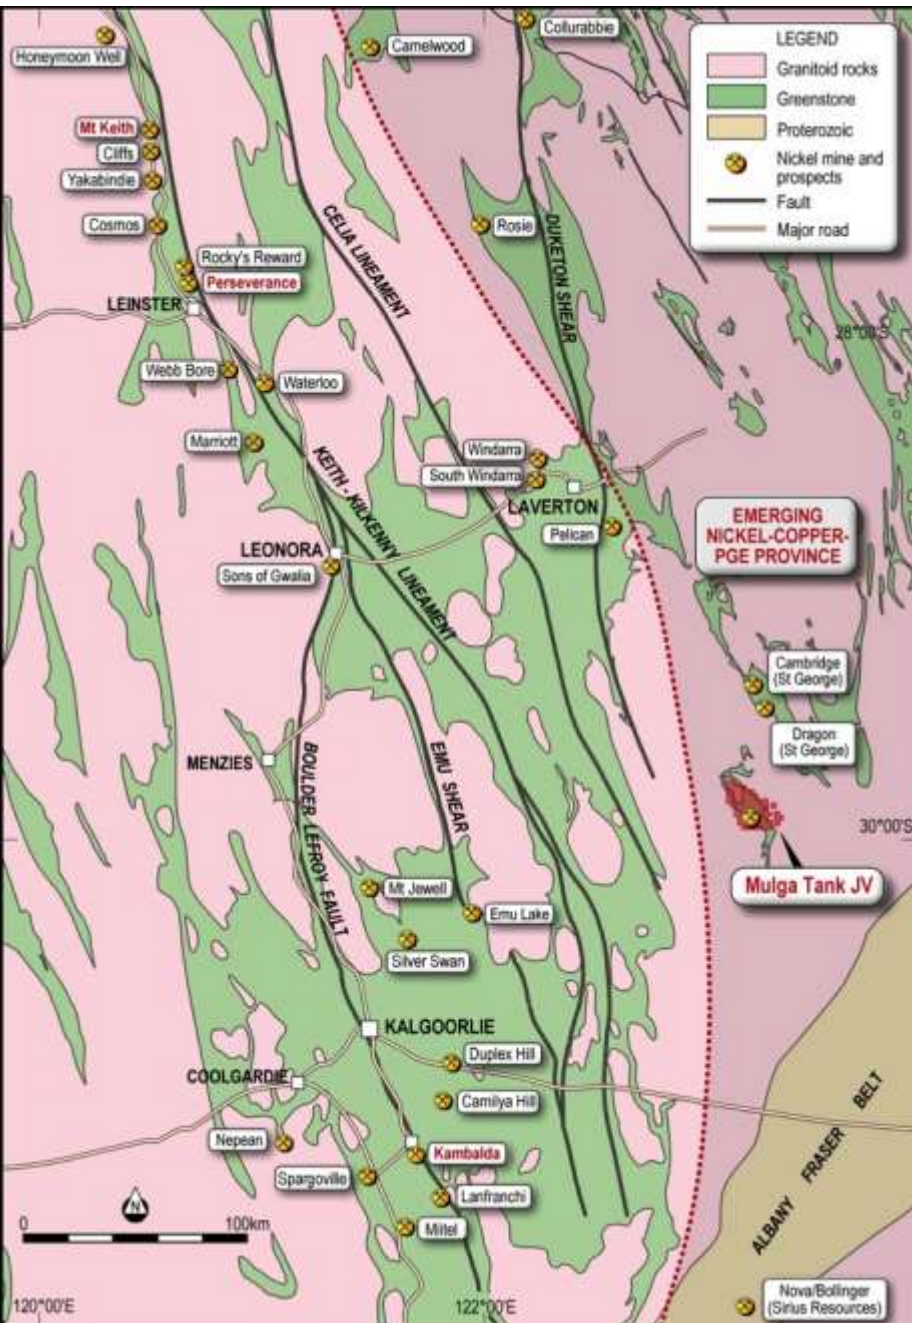 Honeymoon Well
Camelwood
Collurabbie
LEGEND
Granitoid rocks
Greenstone
Proterozoic
Nickel mine and
prospects
Fault
Major road
Mt Keith
Cliffs
Yakabindie
Cosmos
Rocky's Reward
Perseverance
LEINSTER
CELIA LINEAMENT
Rosie
DUKETON SHEAR
28°00'S
Webb Bore
Waterloo
Marriott
KEITH - KILKENNY
LINEAMENT
Windarra
South Windarra
LAVERTON
Pelican
EMERGING
NICKEL-COPPER-
PGE PROVINCE
LEONORA
Sons of Gwalia
Cambridge
(St George)
Dragon
(St George)
MENZIES
BOULDER LEFROY FAULT
EMU SHEAR
30°00'S
Mulga Tank JV
Mt Jewell
Emu Lake
Silver Swan
KALGOORLIE
Duplex Hill
COOLGARDIE
Camilya Hill
Nepean
Kambalda
Spargoville
Lanfranchi
Miitel
ALBANY FRASER BELT
N
0 100km
120°00'E
122°00'E
Nova/Bollinger
(Sirius Resources)